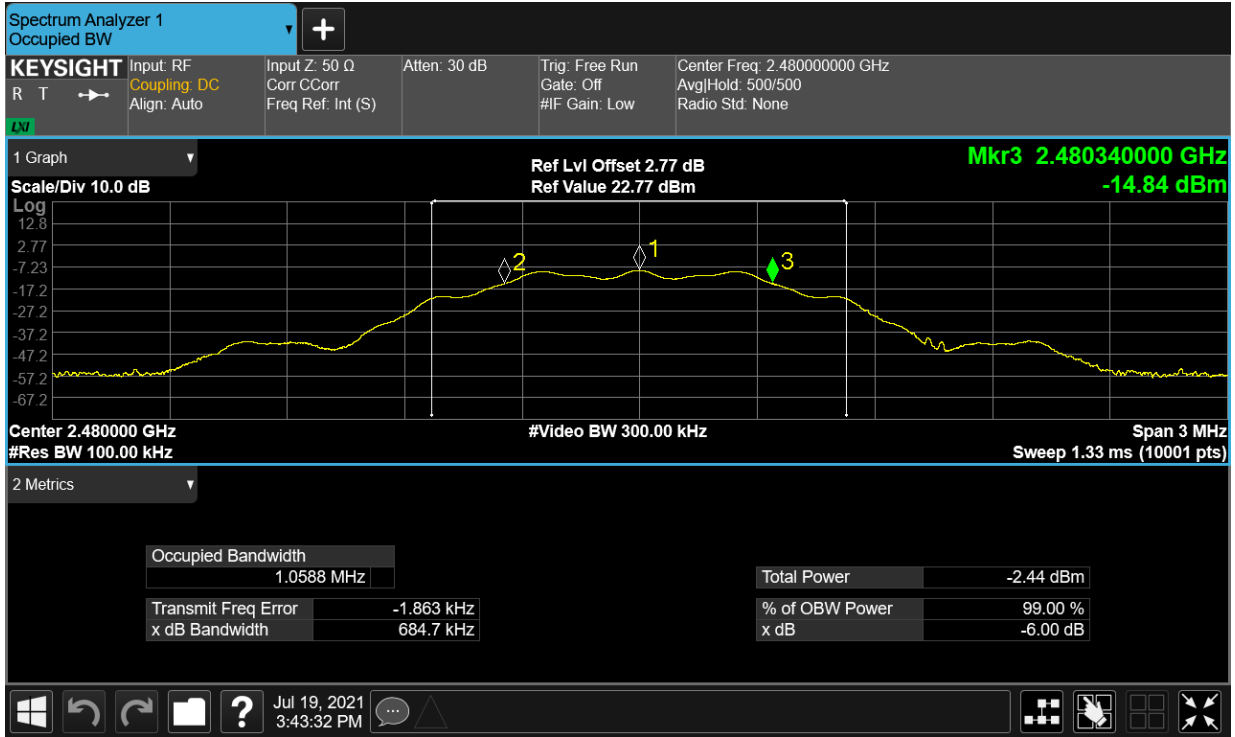 Spectrum Analyzer 1
Occupied BW
KEYSIGHT
R T
LXI
Input: RF
Coupling: DC
Align: Auto
Input Z: 50 Ω
Corr CCorr
Freq Ref: Int (S)
Atten: 30 dB
Trig: Free Run
Gate: Off
#IF Gain: Low
Center Freq: 2.480000000 GHz
Avg|Hold: 500/500
Radio Std: None
1 Graph
Scale/Div 10.0 dB
Ref Lvl Offset 2.77 dB
Ref Value 22.77 dBm
Mkr3 2.480340000 GHz
-14.84 dBm
Log
12.8
2.77
-7.23
-17.2
-27.2
-37.2
-47.2
-57.2
-67.2
2
1
3
Center 2.480000 GHz
#Res BW 100.00 kHz
#Video BW 300.00 kHz
Span 3 MHz
Sweep 1.33 ms (10001 pts)
2 Metrics
Occupied Bandwidth
1.0588 MHz
Transmit Freq Error -1.863 kHz
x dB Bandwidth 684.7 kHz
Total Power -2.44 dBm
% of OBW Power 99.00 %
x dB -6.00 dB
?
Jul 19, 2021
3:43:32 PM